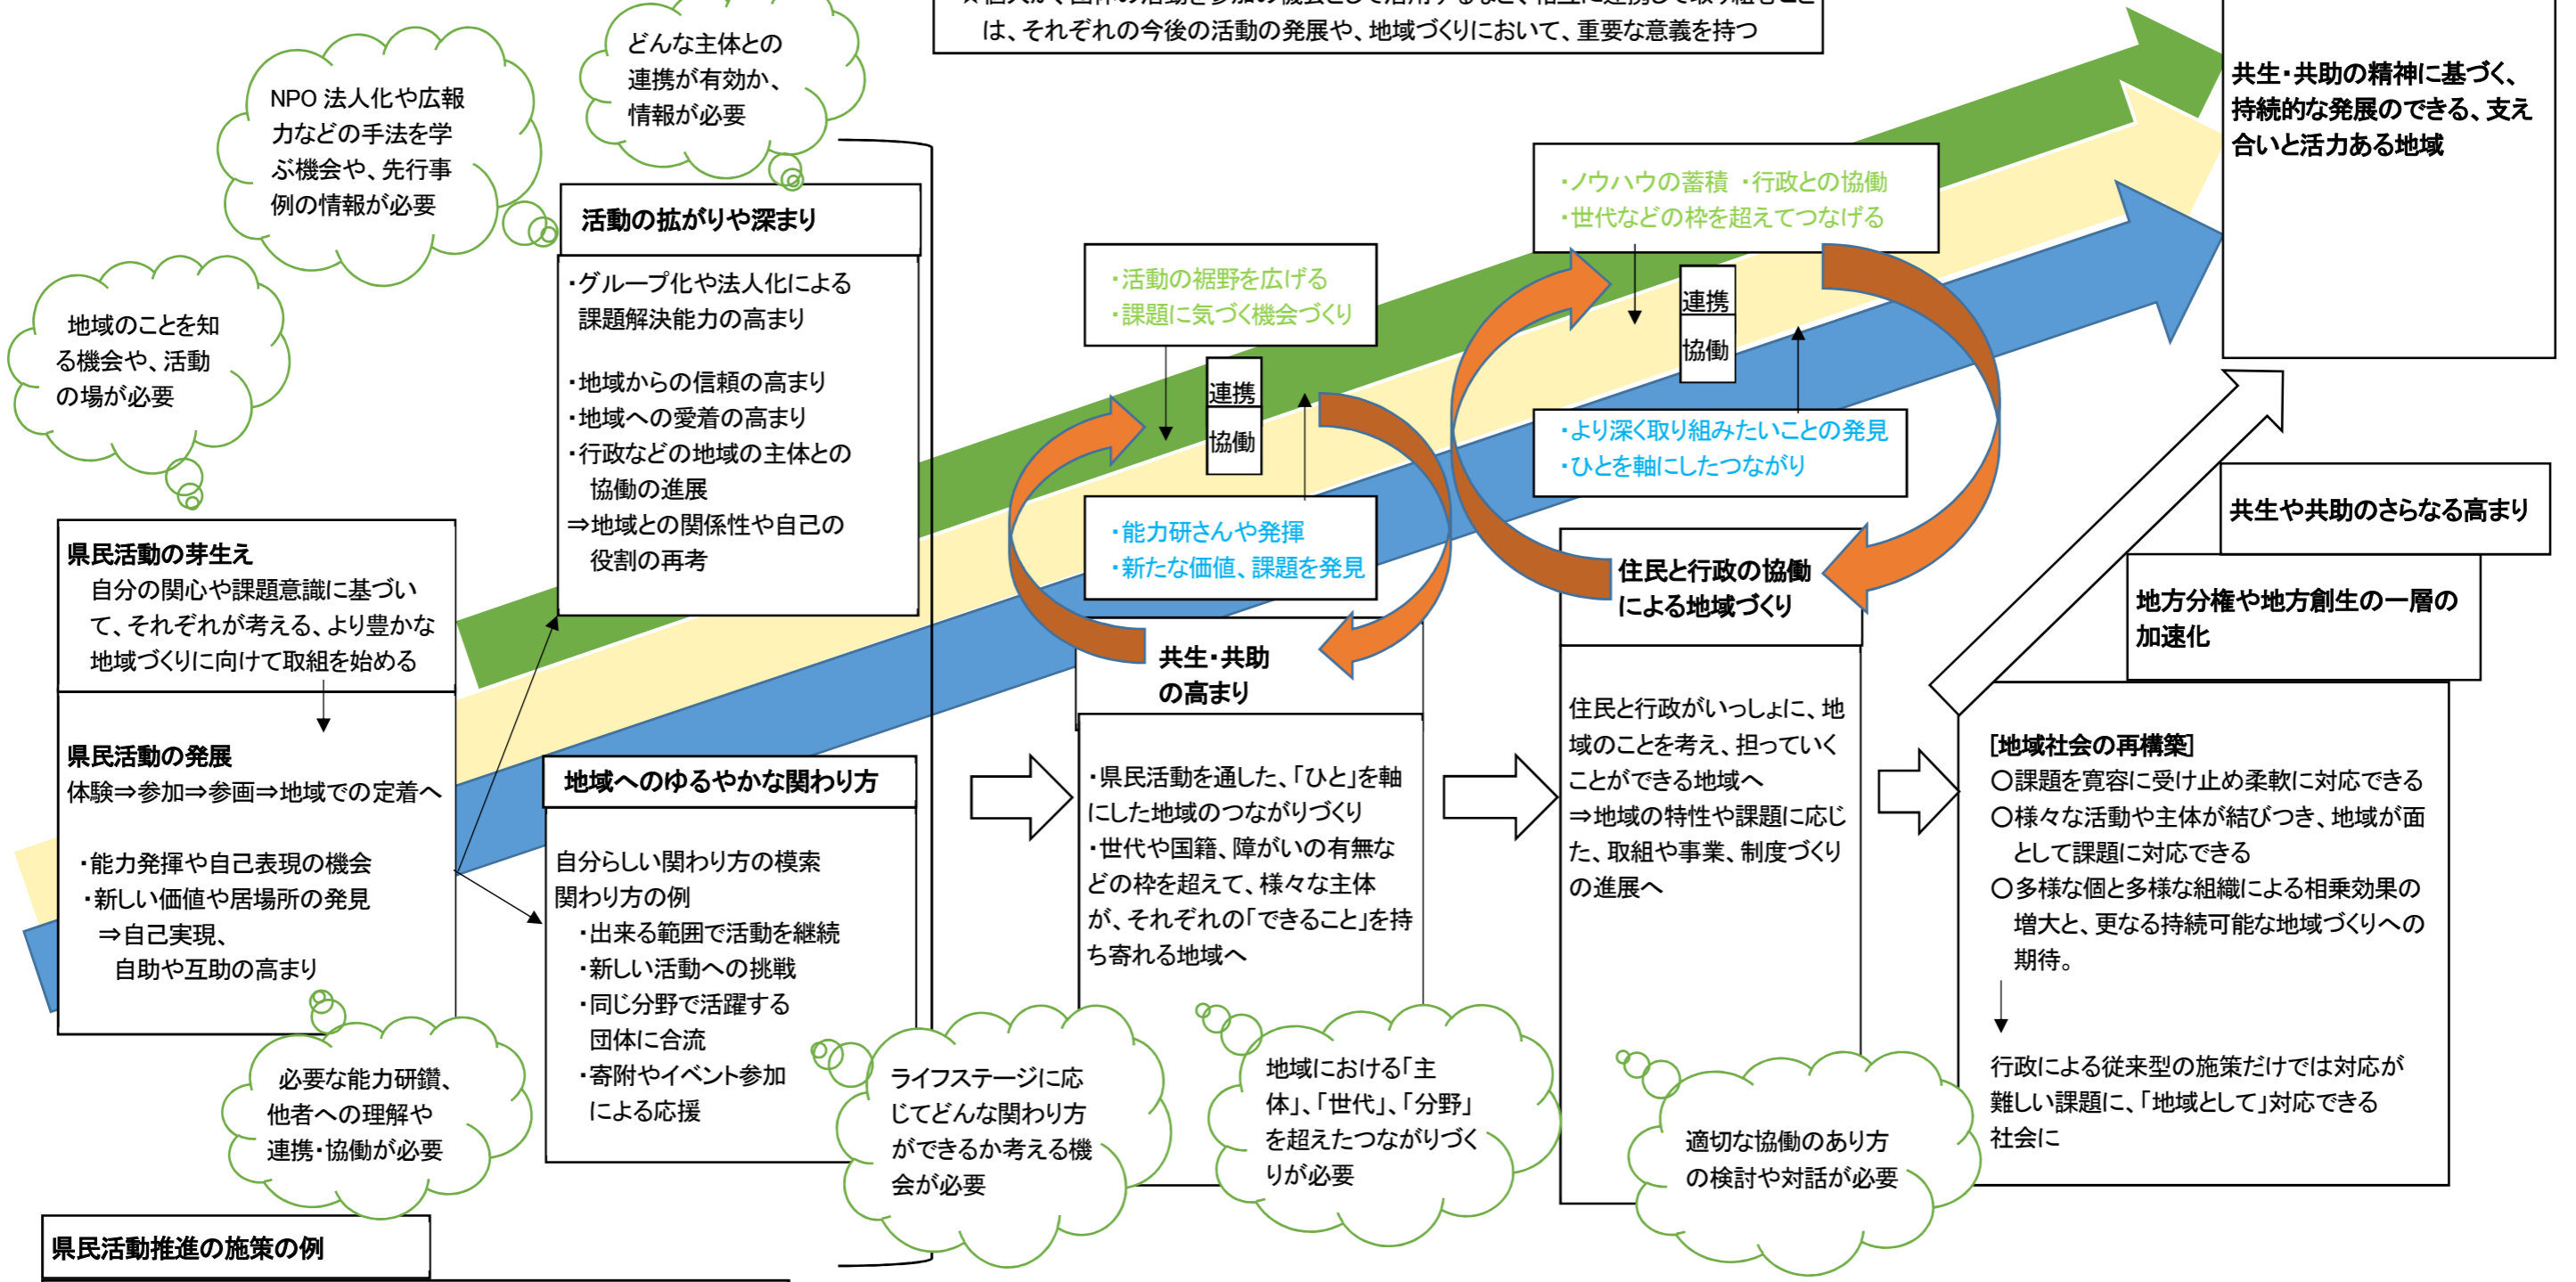 は、それぞれの今後の活動の発展や、地域づくりにおいて、重要な意義を持つ
どんな主体との
連携が有効か、
情報が必要
NPO 法人化や広報
力などの手法を学
ぶ機会や、先行事
例の情報が必要
地域のことを知
る機会や、活動
の場が必要
共生・共助の精神に基づく、
持続的な発展のできる、支え
合いと活力ある地域
活動の拡がりや深まり
・グループ化や法人化による
課題解決能力の高まり
・地域からの信頼の高まり
・地域への愛着の高まり
・行政などの地域の主体との
協働の進展
⇒地域との関係性や自己の
役割の再考
・活動の裾野を広げる
・課題に気づく機会づくり
連携
協働
・能力研さんや発揮
・新たな価値、課題を発見
・ノウハウの蓄積 ・行政との協働
・世代などの枠を超えてつなげる
連携
協働
・より深く取り組みたいことの発見
・ひとを軸にしたつながり
県民活動の芽生え
自分の関心や課題意識に基づい
て、それぞれが考える、より豊かな
地域づくりに向けて取組を始める
県民活動の発展
体験⇒参加⇒参画⇒地域での定着へ
・能力発揮や自己表現の機会
・新しい価値や居場所の発見
⇒自己実現、
自助や互助の高まり
必要な能力研鑽、
他者への理解や
連携・協働が必要
地域へのゆるやかな関わり方
自分らしい関わり方の模索
関わり方の例
・出来る範囲で活動を継続
・新しい活動への挑戦
・同じ分野で活躍する
団体に合流
・寄附やイベント参加
による応援
ライフステージに応
じてどんな関わり方
ができるか考える機
会が必要
共生・共助
の高まり
・県民活動を通した、「ひと」を軸
にした地域のつながりづくり
・世代や国籍、障がいの有無な
どの枠を超えて、様々な主体
が、それぞれの「できること」を持
ち寄れる地域へ
地域における「主
体」、「世代」、「分野」
を超えたつながりづく
りが必要
住民と行政の協働
による地域づくり
住民と行政がいっしょに、地
域のことを考え、担っていく
ことができる地域へ
⇒地域の特性や課題に応じ
た、取組や事業、制度づくり
の進展へ
適切な協働のあり方
の検討や対話が必要
共生や共助のさらなる高まり
地方分権や地方創生の一層の
加速化
[地域社会の再構築]
○課題を寛容に受け止め柔軟に対応できる
○様々な活動や主体が結びつき、地域が面
として課題に対応できる
○多様な個と多様な組織による相乗効果の
増大と、更なる持続可能な地域づくりへの
期待。
行政による従来型の施策だけでは対応が
難しい課題に、「地域として」対応できる
社会に
県民活動推進の施策の例